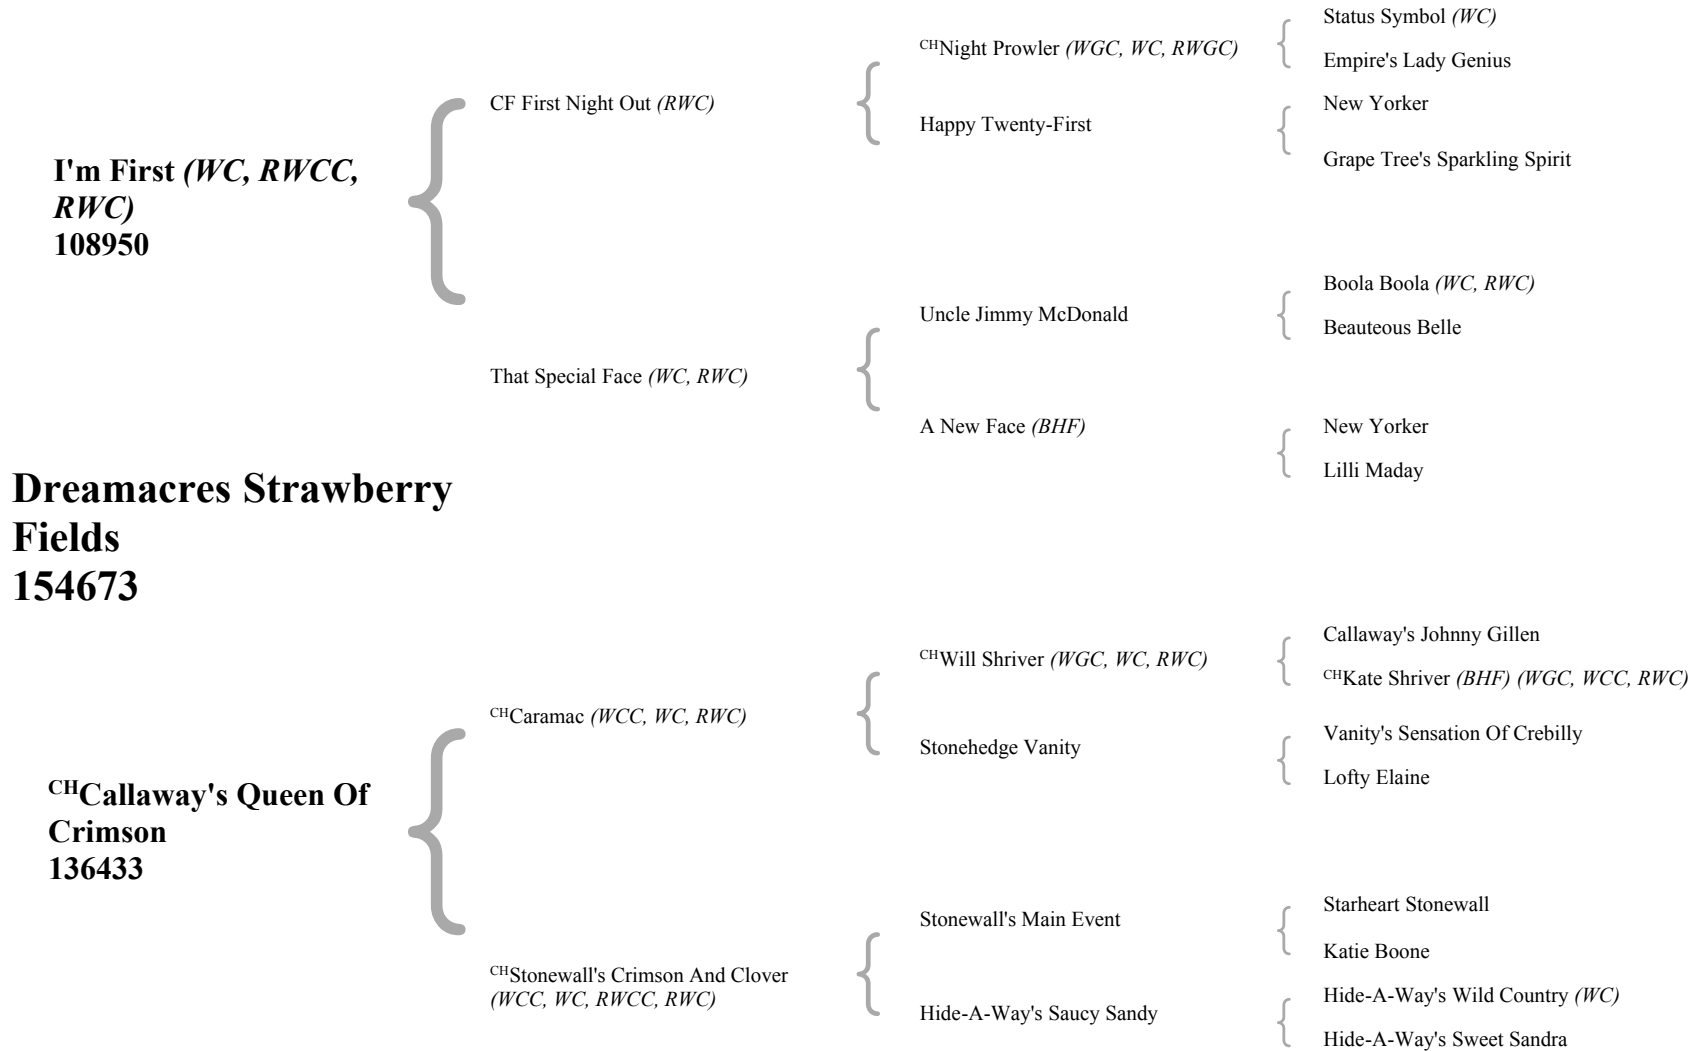 Status Symbol (WC)
CHNight Prowler (WGC, WC, RWGC)
Empire's Lady Genius
CF First Night Out (RWC)
New Yorker
Happy Twenty-First
Grape Tree's Sparkling Spirit
I'm First (WC, RWCC,
RWC)
108950
Boola Boola (WC, RWC)
Uncle Jimmy McDonald
Beauteous Belle
That Special Face (WC, RWC)
A New Face (BHF)
New Yorker
Lilli Maday
Dreamacres Strawberry
Fields
154673
Callaway's Johnny Gillen
CHWill Shriver (WGC, WC, RWC)
CHKate Shriver (BHF) (WGC, WCC, RWC)
CHCaramac (WCC, WC, RWC)
Vanity's Sensation Of Crebilly
Stonehedge Vanity
Lofty Elaine
CHCallaway's Queen Of
Crimson
136433
Starheart Stonewall
Stonewall's Main Event
Katie Boone
CHStonewall's Crimson And Clover
(WCC, WC, RWCC, RWC)
Hide-A-Way's Wild Country (WC)
Hide-A-Way's Saucy Sandy
Hide-A-Way's Sweet Sandra